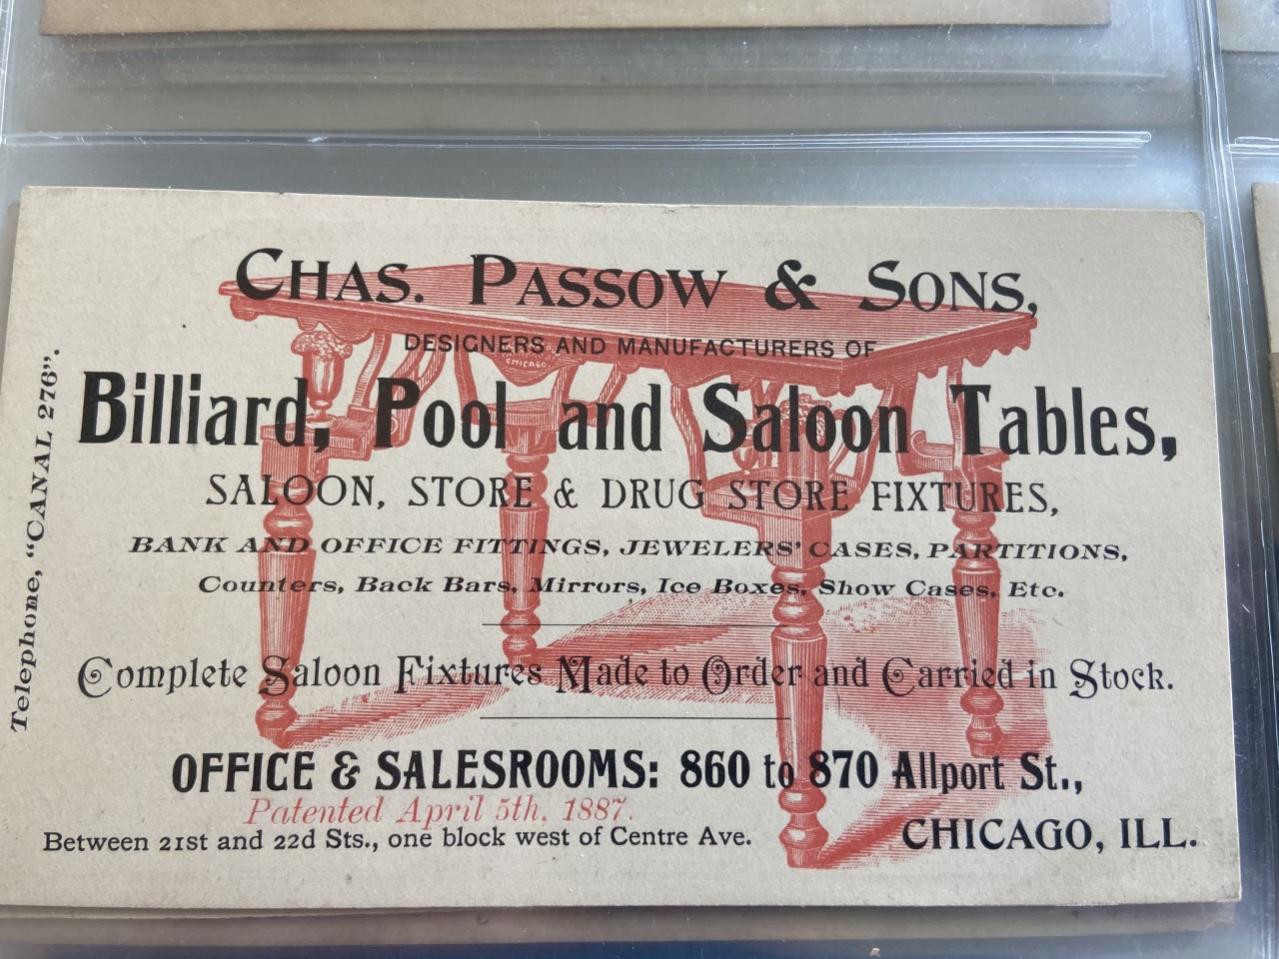 CHAS. PASSOW & SONS,
DESIGNERS AND MANUFACTURERS OF
CHICAGO
Billiard, Pool and Saloon Tables,
SALOON, STORE & DRUG STORE FIXTURES,
BANK AND OFFICE FITTINGS, JEWELERS' CASES, PARTITIONS,
Counters, Back Bars, Mirrors, Ice Boxes, Show Cases, Etc.
Complete Saloon Fixtures Made to Order and Carried in Stock.
OFFICE & SALESROOMS: 860 to 870 Allport St.,
Patented April 5th, 1887.
Between 21st and 22d Sts., one block west of Centre Ave.
CHICAGO, ILL.
Telephone, "CANAL 276".